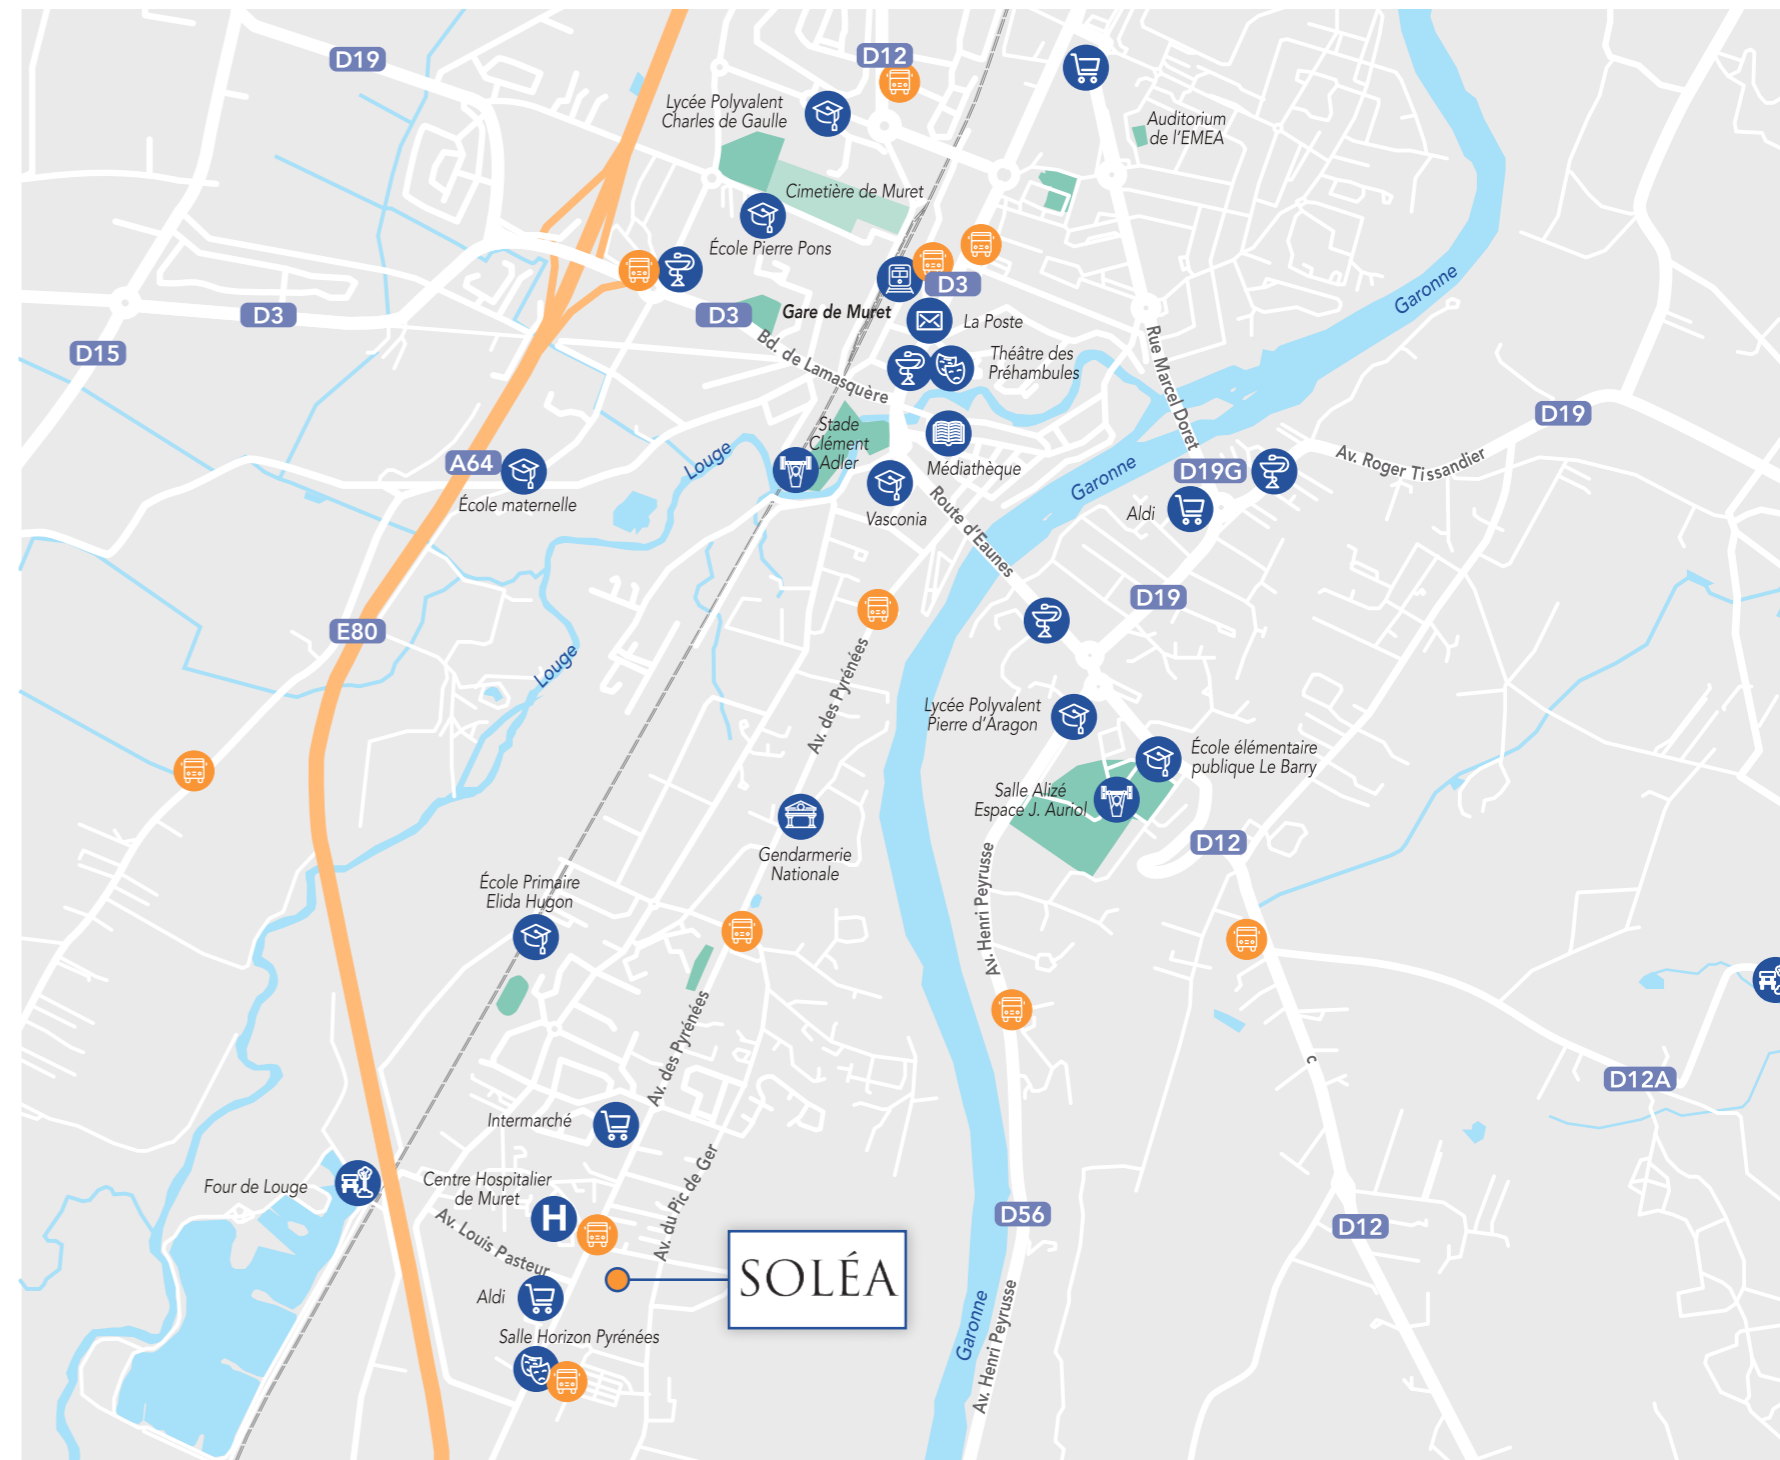 D19
D12
Lycée Polyvalent
Charles de Gaulle
Auditorium
de l'EMEA
Cimetière de Muret
École Pierre Pons
D3
D3
D3
Gare de Muret
La Poste
Garonne
D15
Bd. de Lamasquère
Théâtre des
Préhambules
Rue Marcel Doret
D19
Stade
Clément
Adler
Louge
Médiathèque
A64
École maternelle
Vasconia
Route d'Eaunes
Garonne
D19G
Av. Roger Tissandier
Aldi
D19
E80
Louge
Av. des Pyrénées
Lycée Polyvalent
Pierre d'Aragon
École élémentaire
publique Le Barry
Salle Alizé
Espace J. Auriol
D12
Gendarmerie
Nationale
École Primaire
Elida Hugon
Av. Henri Peyrusse
Av. des Pyrénées
c
D12A
Intermarché
Four de Louge
Centre Hospitalier
de Muret
H
Av. du Pic de Ger
Av. Louis Pasteur
D56
D12
SOLÉA
Aldi
Salle Horizon Pyrénées
Garonne
Av. Henri Peyrusse